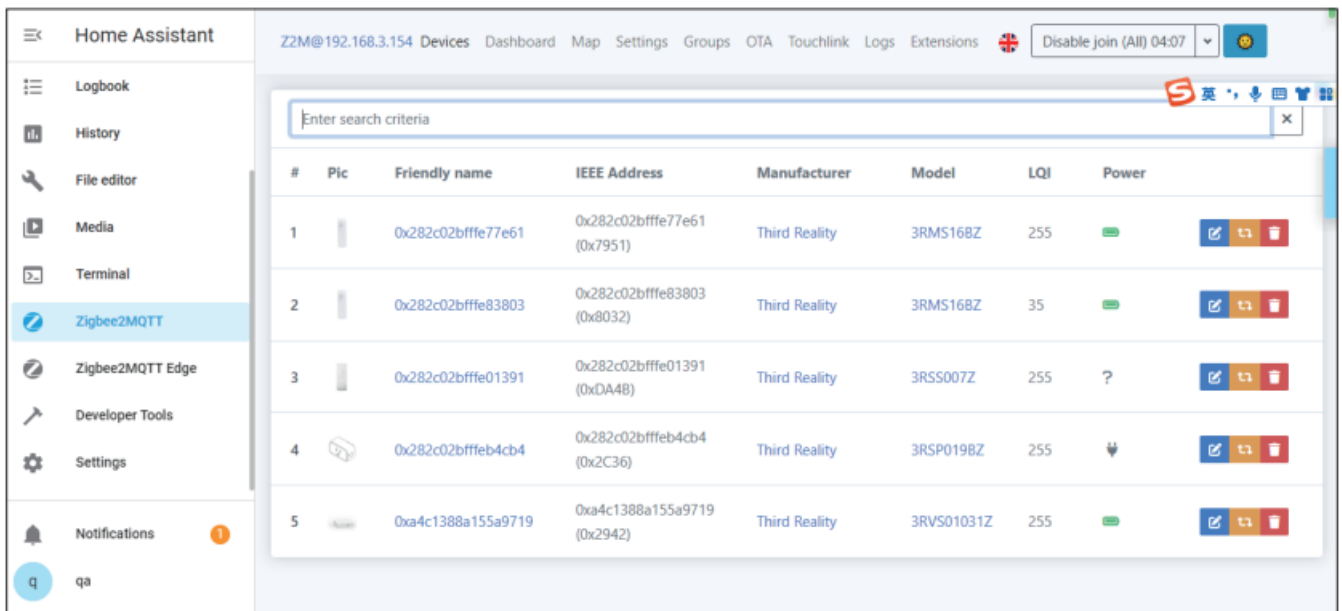 Home Assistant
Logbook
History
File editor
Media
Terminal
Zigbee2MQTT
Zigbee2MQTT Edge
Developer Tools
Settings
Notifications 1
q qa
Z2M@192.168.3.154 Devices Dashboard Map Settings Groups OTA Touchlink Logs Extensions Disable join (All) 04:07
S 英
Enter search criteria ×
# Pic Friendly name IEEE Address Manufacturer Model LQI Power
1 0x282c02bfffe77e61 0x282c02bfffe77e61 (0x7951) Third Reality 3RMS16BZ 255
2 0x282c02bfffe83803 0x282c02bfffe83803 (0x8032) Third Reality 3RMS16BZ 35
3 0x282c02bfffe01391 0x282c02bfffe01391 (0xDA4B) Third Reality 3RSS007Z 255 ?
4 0x282c02bfffeb4cb4 0x282c02bfffeb4cb4 (0x2C36) Third Reality 3RSP019BZ 255
5 0xa4c1388a155a9719 0xa4c1388a155a9719 (0x2942) Third Reality 3RVS01031Z 255